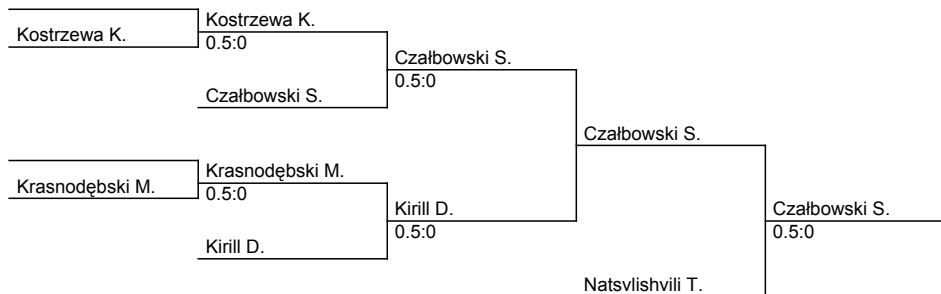 Kostrzewa K.
Kostrzewa K.
0.5:0
Czałbowski S.
Czałbowski S.
0.5:0
Czałbowski S.
Krasnodębski M.
Krasnodębski M.
0.5:0
Kirill D.
Kirill D.
0.5:0
Czałbowski S.
0.5:0
Natsvlishvili T.